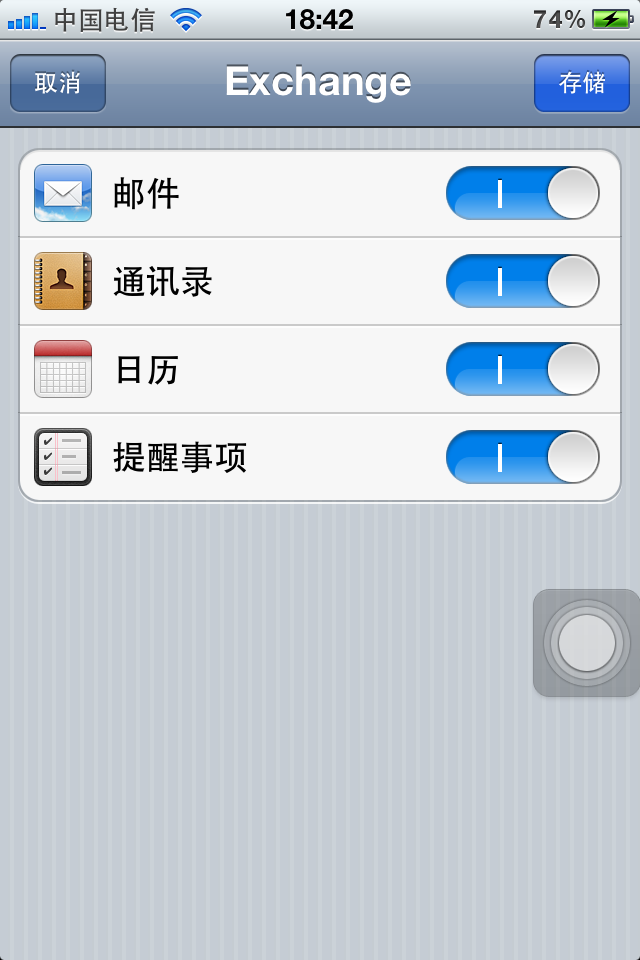 中国电信 18:42 74%
取消 Exchange 存储
邮件
通讯录
日历
提醒事项